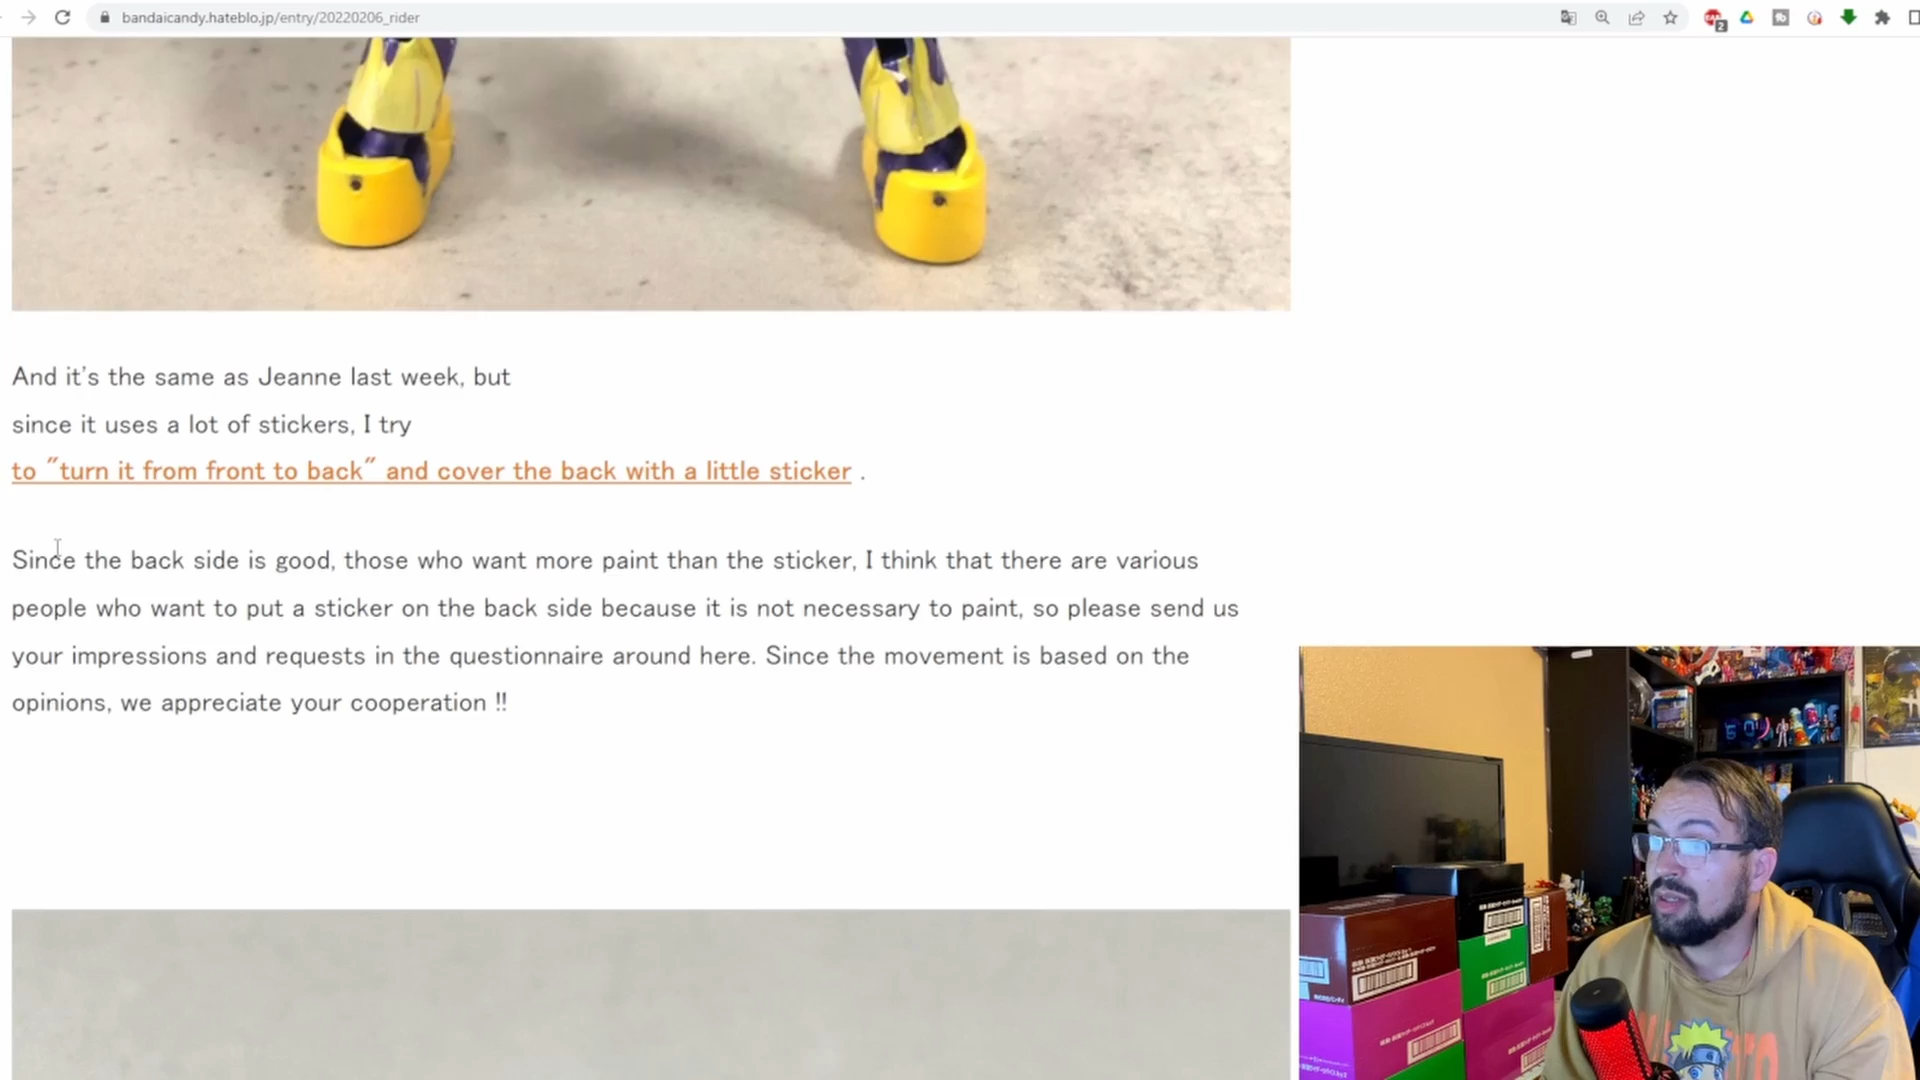 bandaicandy.hateblo.jp/entry/20220206_rider
2
And it's the same as Jeanne last week, but
since it uses a lot of stickers, I try
to "turn it from front to back" and cover the back with a little sticker .
Since the back side is good, those who want more paint than the sticker, I think that there are various
people who want to put a sticker on the back side because it is not necessary to paint, so please send us
your impressions and requests in the questionnaire around here. Since the movement is based on the
opinions, we appreciate your cooperation !!